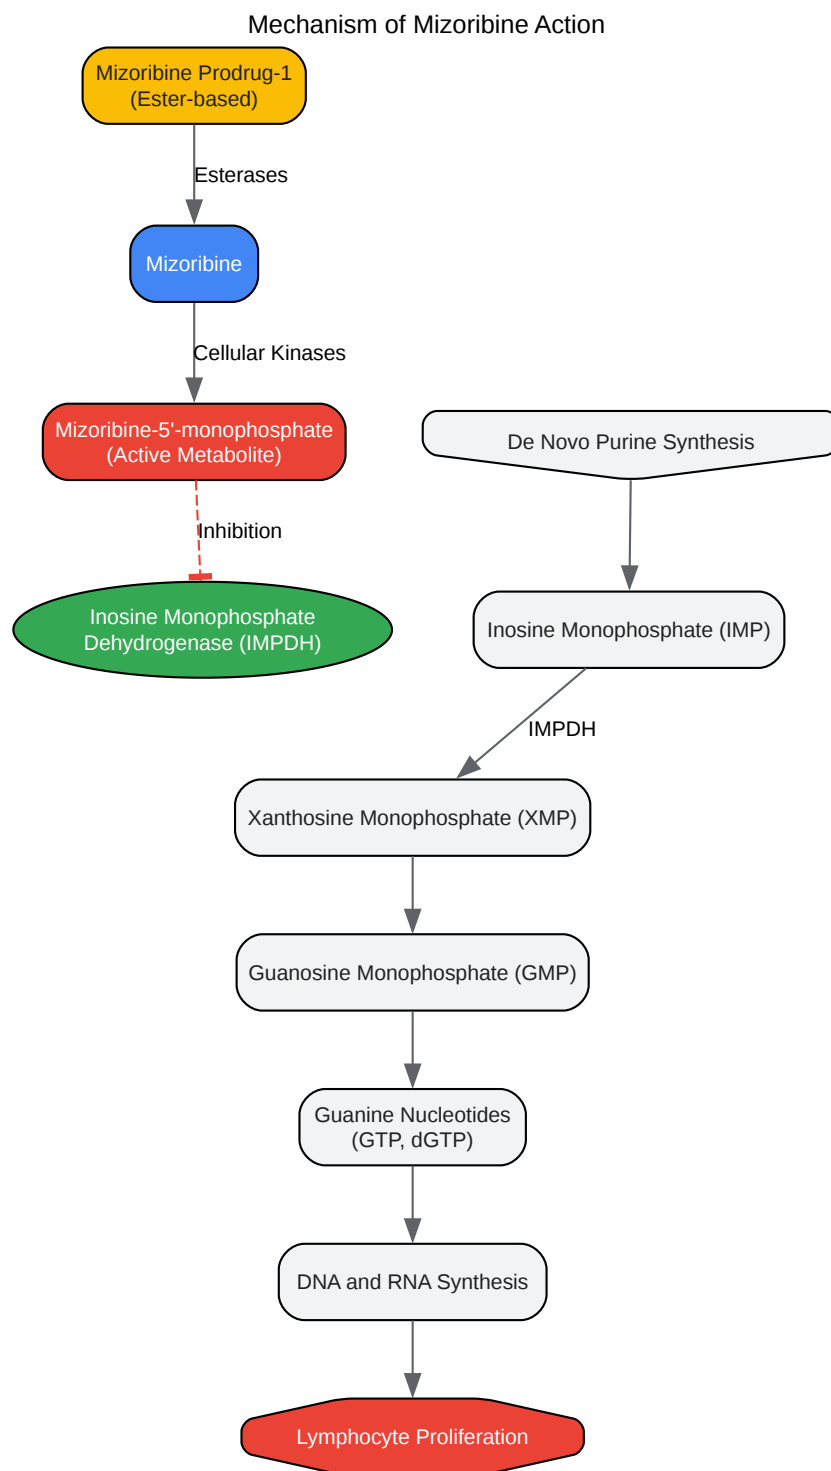 Mechanism of Mizoribine Action
Mizoribine Prodrug-1
(Ester-based)
Esterases
Mizoribine
Cellular Kinases
Mizoribine-5'-monophosphate
(Active Metabolite)
Inhibition
Inosine Monophosphate
Dehydrogenase (IMPDH)
De Novo Purine Synthesis
Inosine Monophosphate (IMP)
IMPDH
Xanthosine Monophosphate (XMP)
Guanosine Monophosphate (GMP)
Guanine Nucleotides
(GTP, dGTP)
DNA and RNA Synthesis
Lymphocyte Proliferation